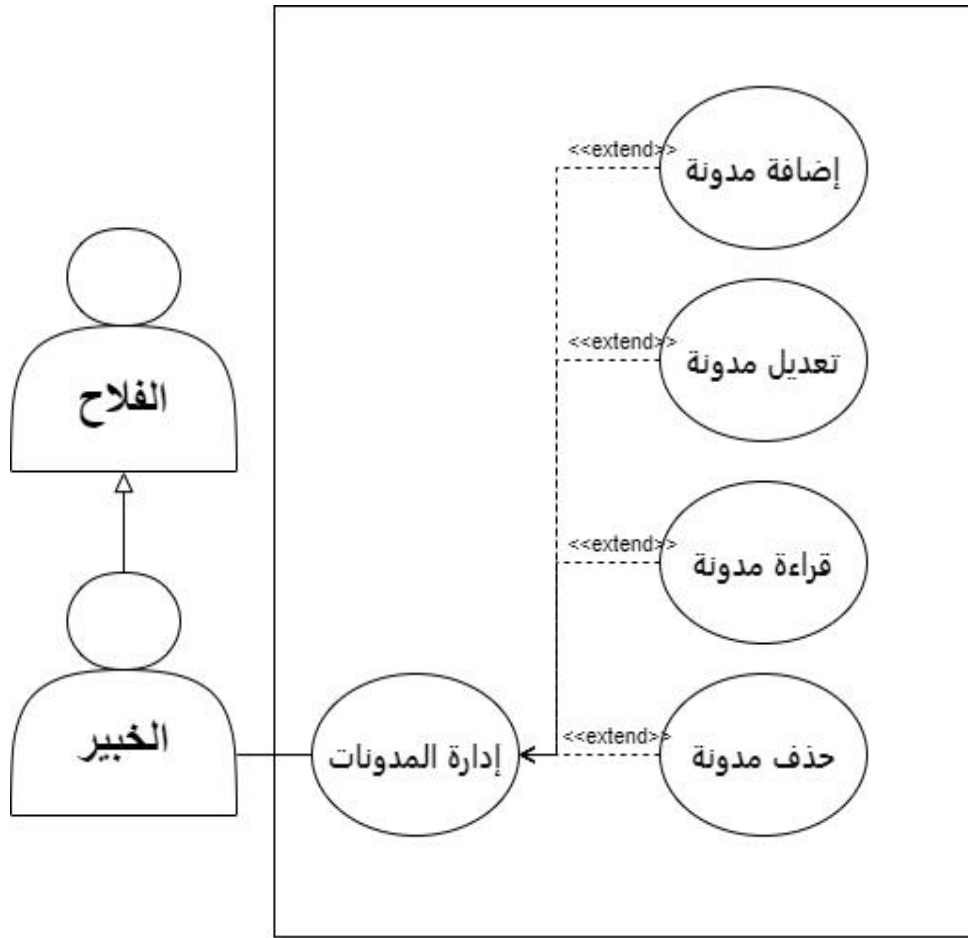 <<extend>>
إضافة مدونة
<<extend>>
تعديل مدونة
الفلاح
<<extend>>
قراءة مدونة
الخبير
إدارة المدونات
<<extend>>
حذف مدونة